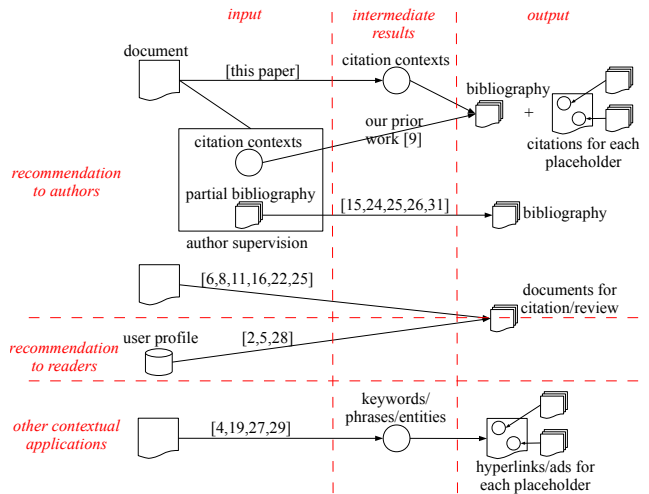 input
intermediate
results
output
document
[this paper]
citation contexts
bibliography
+
citations for each
placeholder
our prior
work [9]
citation contexts
recommendation
to authors
partial bibliography
[15,24,25,26,31]
bibliography
author supervision
[6,8,11,16,22,25]
documents for
citation/review
user profile
[2,5,28]
recommendation
to readers
keywords/
phrases/entities
other contextual
applications
[4,19,27,29]
hyperlinks/ads for
each placeholder